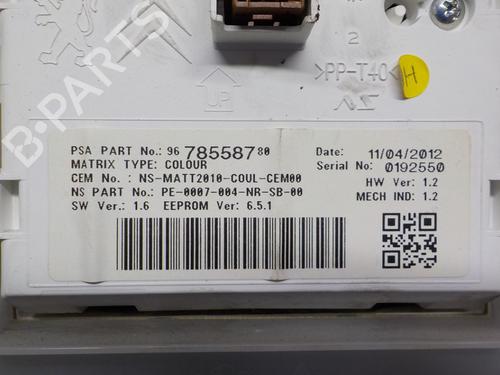 2
>PP-T40<
H
UP
NS
B-PARTS
PSA PART No.: 96 785587 80
MATRIX TYPE: COLOUR
CEM No. : NS-MATT2010-COUL-CEM00
NS PART No.: PE-0007-004-NR-SB-00
SW Ver.: 1.6 EEPROM Ver: 6.5.1
Date: 11/04/2012
Serial No: 0192550
HW Ver: 1.2
MECH IND: 1.2